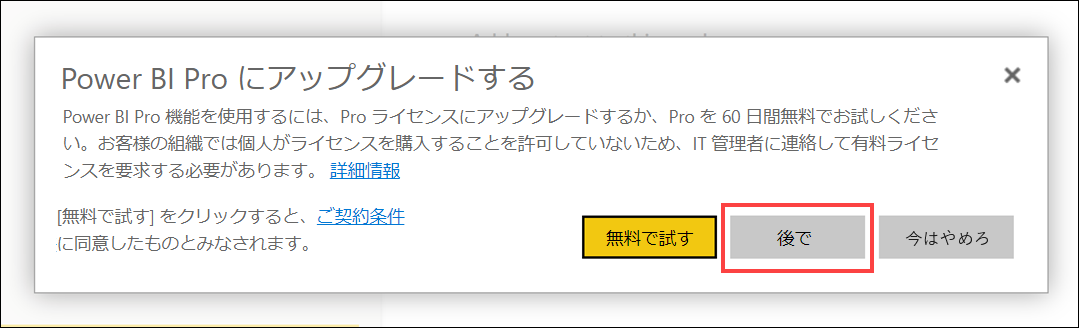 Power BI Pro にアップグレードする
Power BI Pro 機能を使用するには、Pro ライセンスにアップグレードするか、Pro を 60 日間無料でお試しくださ
い。お客様の組織では個人がライセンスを購入することを許可していないため、IT 管理者に連絡して有料ライセ
ンスを要求する必要があります。 詳細情報
[無料で試す] をクリックすると、ご契約条件
に同意したものとみなされます。
無料で試す 後で 今はやめろ